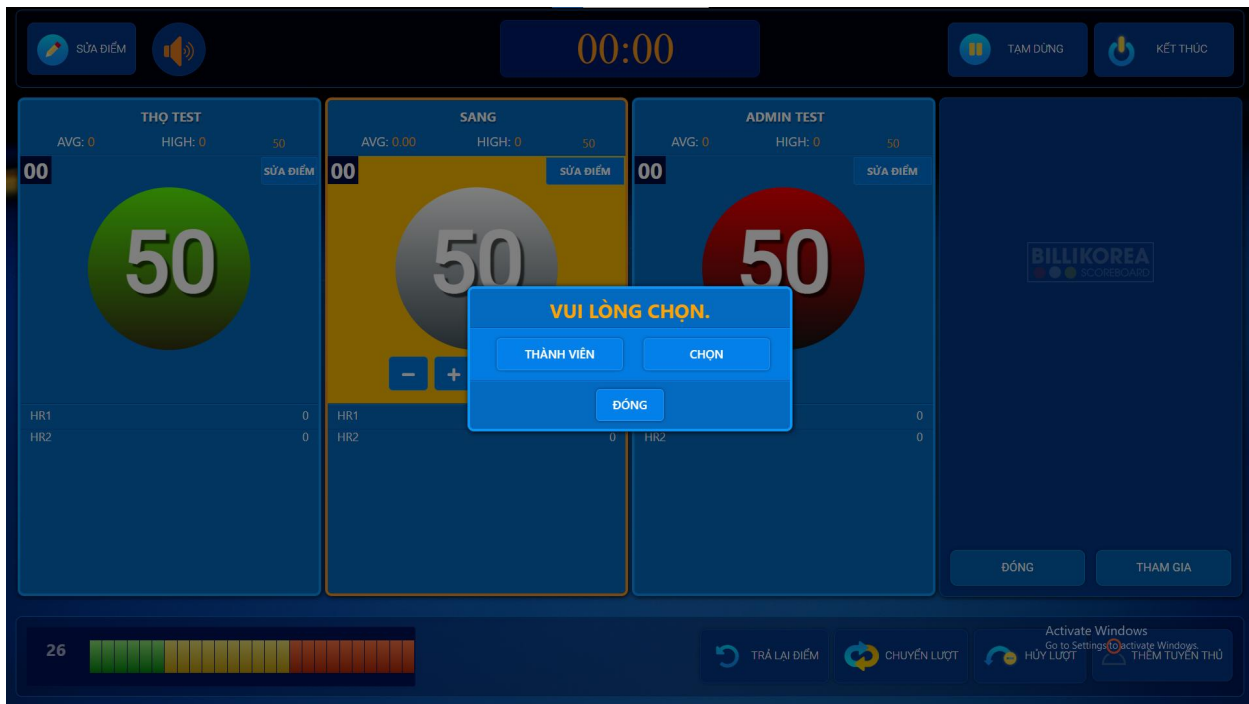 SỬA ĐIỂM
00:00
TẠM DỪNG
KẾT THÚC
THỌ TEST
AVG: 0 HIGH: 0 50
00 SỬA ĐIỂM
50
HR1 0
HR2 0
SANG
AVG: 0.00 HIGH: 0 50
00 SỬA ĐIỂM
50
− +
HR1
HR2 0
ADMIN TEST
AVG: 0 HIGH: 0 50
00 SỬA ĐIỂM
50
0
HR2 0
VUI LÒNG CHỌN.
THÀNH VIÊN CHỌN
ĐÓNG
BILLIKOREA
SCOREBOARD
ĐÓNG THAM GIA
26
TRẢ LẠI ĐIỂM
CHUYỂN LƯỢT
HỦY LƯỢT
THÊM TUYỂN THỦ
Activate Windows
Go to Settings to activate Windows.